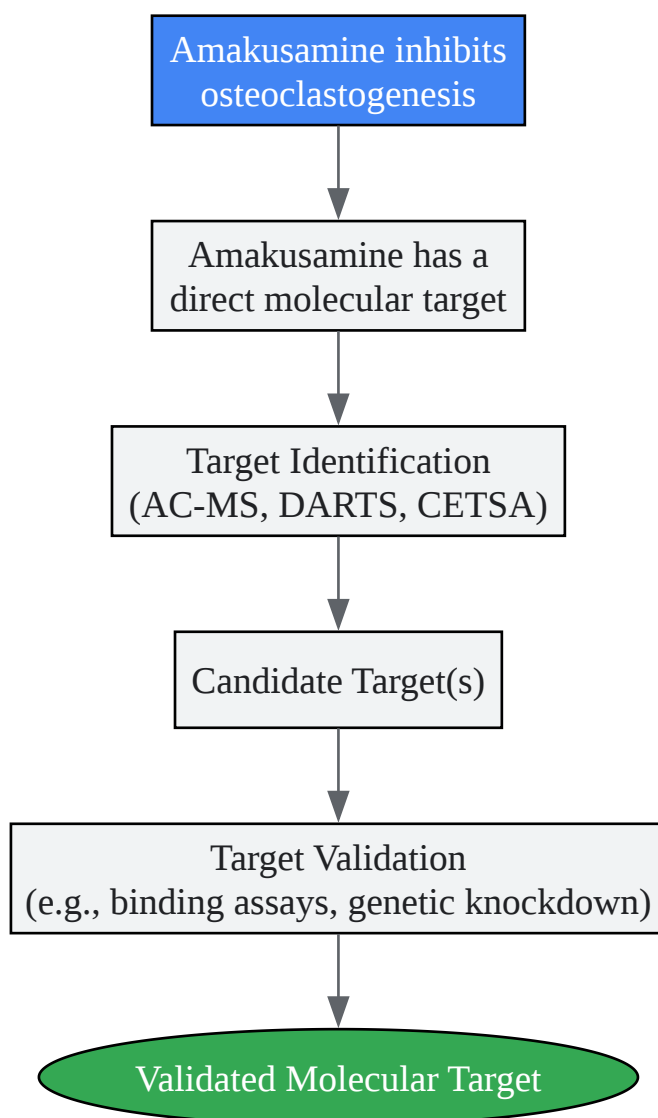 Amakusamine inhibits
osteoclastogenesis
Amakusamine has a
direct molecular target
Target Identification
(AC-MS, DARTS, CETSA)
Candidate Target(s)
Target Validation
(e.g., binding assays, genetic knockdown)
Validated Molecular Target